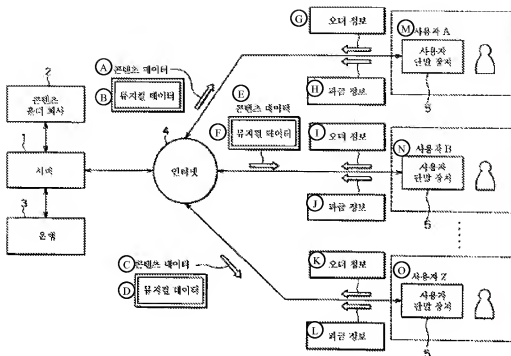 G 오더 정보
M 사용자 A
사용자
단말 장치
5
A 콘텐츠 데이터
B 뮤지컬 데이터
H 과금 정보
2
콘텐츠
홀더 회사
E
콘텐츠 데이터
F 뮤지컬 데이터
I 오더 정보
N 사용자 B
사용자
단말 장치
5
1
서버
4
인터넷
J 과금 정보
3
은행
C 콘텐츠 데이터
D 뮤지컬 데이터
K 오더 정보
O 사용자 Z
사용자
단말 장치
5
L 과금 정보